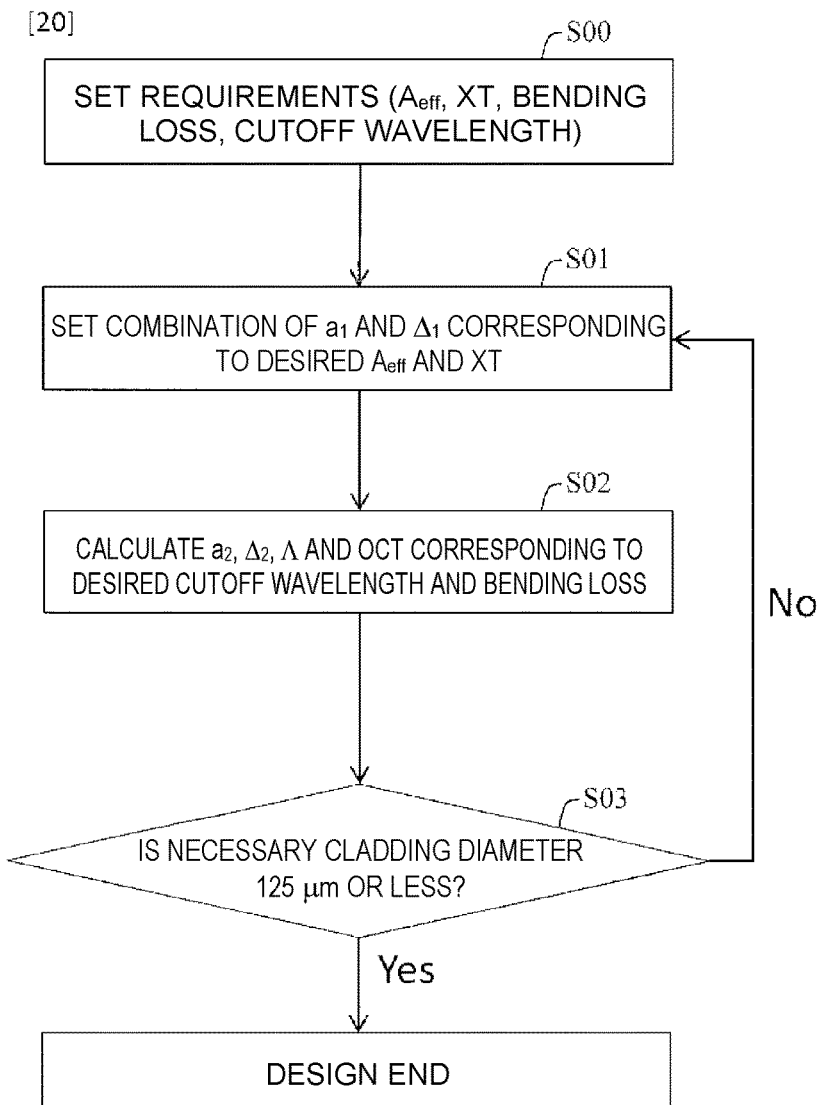 [20]
S00
SET REQUIREMENTS (Aeff, XT, BENDING
LOSS, CUTOFF WAVELENGTH)
S01
SET COMBINATION OF a1 AND Δ1 CORRESPONDING
TO DESIRED Aeff AND XT
S02
CALCULATE a2, Δ2, Λ AND OCT CORRESPONDING TO
DESIRED CUTOFF WAVELENGTH AND BENDING LOSS
No
S03
IS NECESSARY CLADDING DIAMETER
125 μm OR LESS?
Yes
DESIGN END